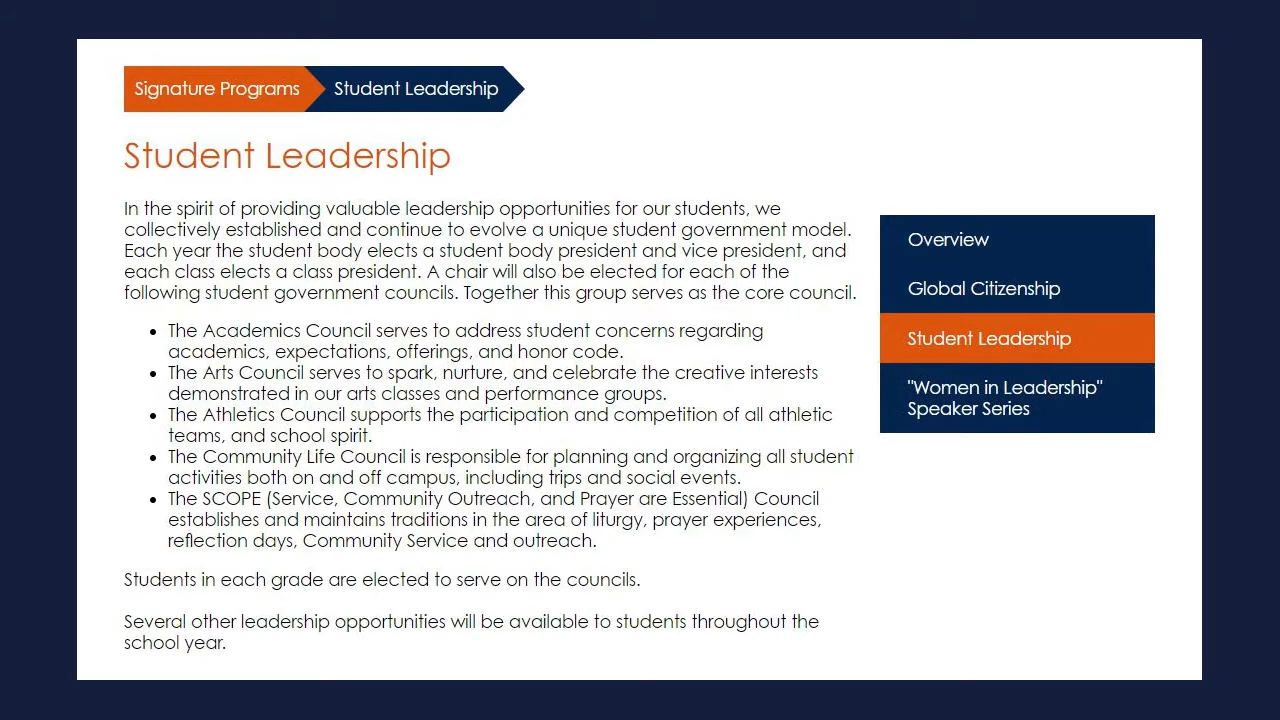 Signature Programs
Student Leadership
Student Leadership
In the spirit of providing valuable leadership opportunities for our students, we
collectively established and continue to evolve a unique student government model.
Each year the student body elects a student body president and vice president, and
each class elects a class president. A chair will also be elected for each of the
following student government councils. Together this group serves as the core council.
• The Academics Council serves to address student concerns regarding
academics, expectations, offerings, and honor code.
• The Arts Council serves to spark, nurture, and celebrate the creative interests
demonstrated in our arts classes and performance groups.
• The Athletics Council supports the participation and competition of all athletic
teams, and school spirit.
• The Community Life Council is responsible for planning and organizing all student
activities both on and off campus, including trips and social events.
• The SCOPE (Service, Community Outreach, and Prayer are Essential) Council
establishes and maintains traditions in the area of liturgy, prayer experiences,
reflection days, Community Service and outreach.
Students in each grade are elected to serve on the councils.
Several other leadership opportunities will be available to students throughout the
school year.
Overview
Global Citizenship
Student Leadership
"Women in Leadership"
Speaker Series